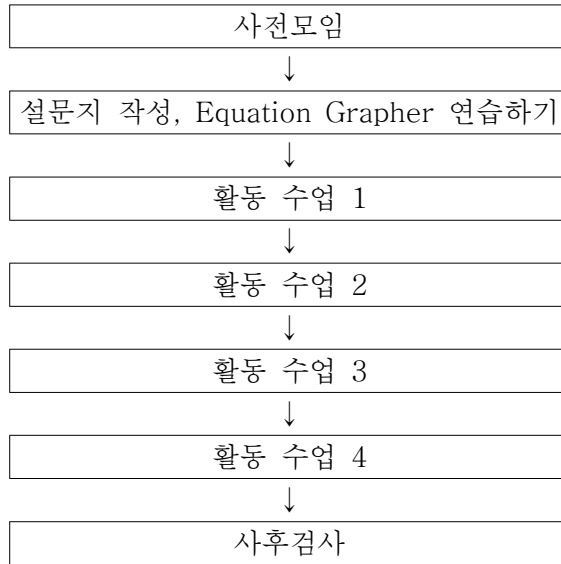 사전모임
↓
설문지 작성, Equation Grapher 연습하기
↓
활동 수업 1
↓
활동 수업 2
↓
활동 수업 3
↓
활동 수업 4
↓
사후검사